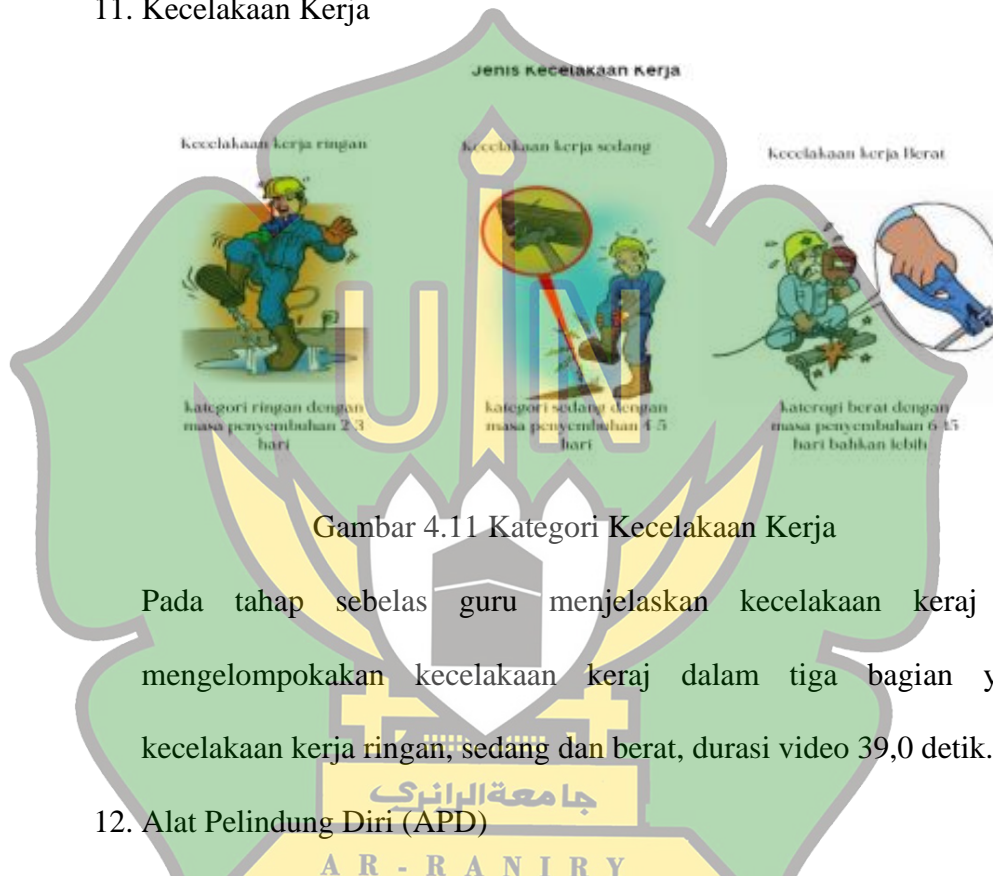 11. Kecelakaan Kerja
Jenis Kecelakaan Kerja
Kecelakaan kerja ringan
Kecelakaan kerja sedang
Kecelakaan kerja Berat
kategori ringan dengan
masa penyembuhan 2-3
hari
kategori sedang dengan
masa penyembuhan 4-5
hari
katerogi berat dengan
masa penyembuhan 6-15
hari bahkan lebih
UIN
Gambar 4.11 Kategori Kecelakaan Kerja
Pada tahap sebelas guru menjelaskan kecelakaan keraj
mengelompokakan kecelakaan keraj dalam tiga bagian y
kecelakaan kerja ringan, sedang dan berat, durasi video 39,0 detik.
جامعةالرانري
12. Alat Pelindung Diri (APD)
AR - RANIRY